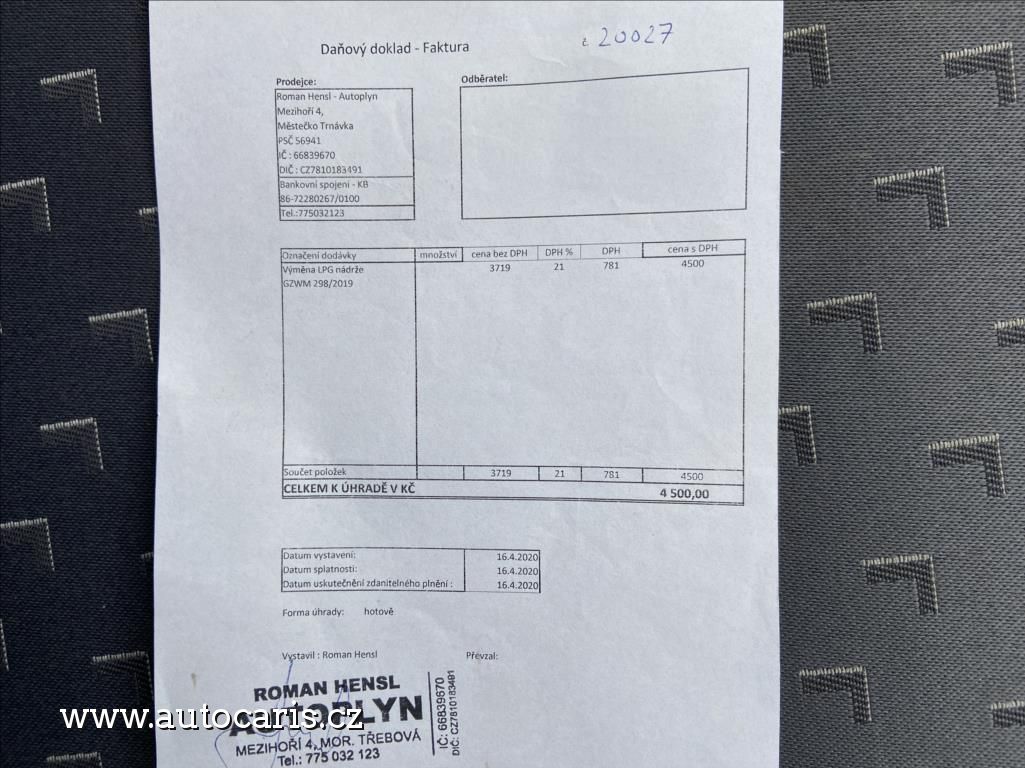 Daňový doklad - Faktura
č. 20027
Prodejce:
Odběratel:
Roman Hensl - Autoplyn
Mezihoří 4,
Městečko Trnávka
PSČ 56941
IČ : 66839670
DIČ : CZ7810183491
Bankovní spojení - KB
86-72280267/0100
Tel.:775032123
Označení dodávky množství cena bez DPH DPH % DPH cena s DPH
Výměna LPG nádrže 3719 21 781 4500
GZWM 298/2019
Součet položek 3719 21 781 4500
CELKEM K ÚHRADĚ V KČ 4 500,00
Datum vystavení: 16.4.2020
Datum splatnosti: 16.4.2020
Datum uskutečnění zdanitelného plnění : 16.4.2020
Forma úhrady: hotově
Vystavil : Roman Hensl Převzal:
ROMAN HENSL
AUTOPLYN
MEZIHOŘÍ 4, MOR. TŘEBOVÁ
Tel.: 775 032 123
IČ: 66839670
DIČ: CZ7810183491
www.autocaris.cz